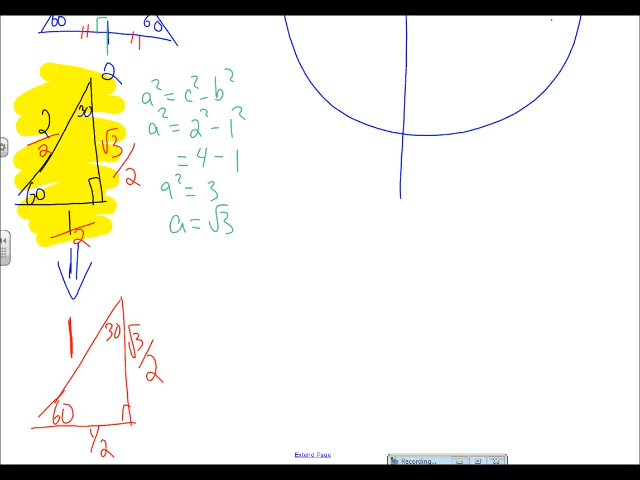 60 60
2
a² = c² - b²
a² = 2² - 1²
= 4 - 1
a² = 3
a = √3
30
2/2
√3/2
60
1/2
1
30
√3/2
60
1/2
Extend Page
Recording...